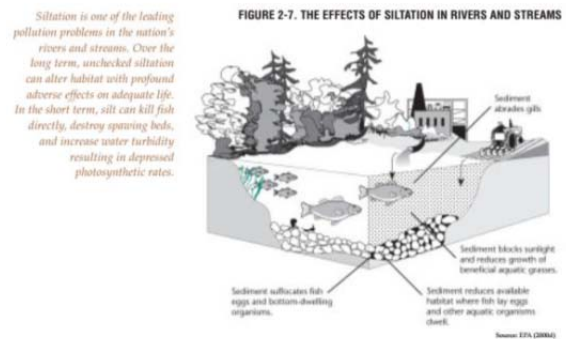 Siltation is one of the leading
pollution problems in the nation's
rivers and streams. Over the
long term, unchecked siltation
can alter habitat with profound
adverse effects on adequate life.
In the short term, silt can kill fish
directly, destroy spawing beds,
and increase water turbidity
resulting in depressed
photosynthetic rates.
FIGURE 2-7. THE EFFECTS OF SILTATION IN RIVERS AND STREAMS
Sediment
abrades gills
Sediment blocks sunlight
and reduces growth of
beneficial aquatic grasses.
Sediment suffocates fish
eggs and bottom-dwelling
organisms.
Sediment reduces available
habitat where fish lay eggs
and other aquatic organisms
dwell.
Source: EPA (2000d)